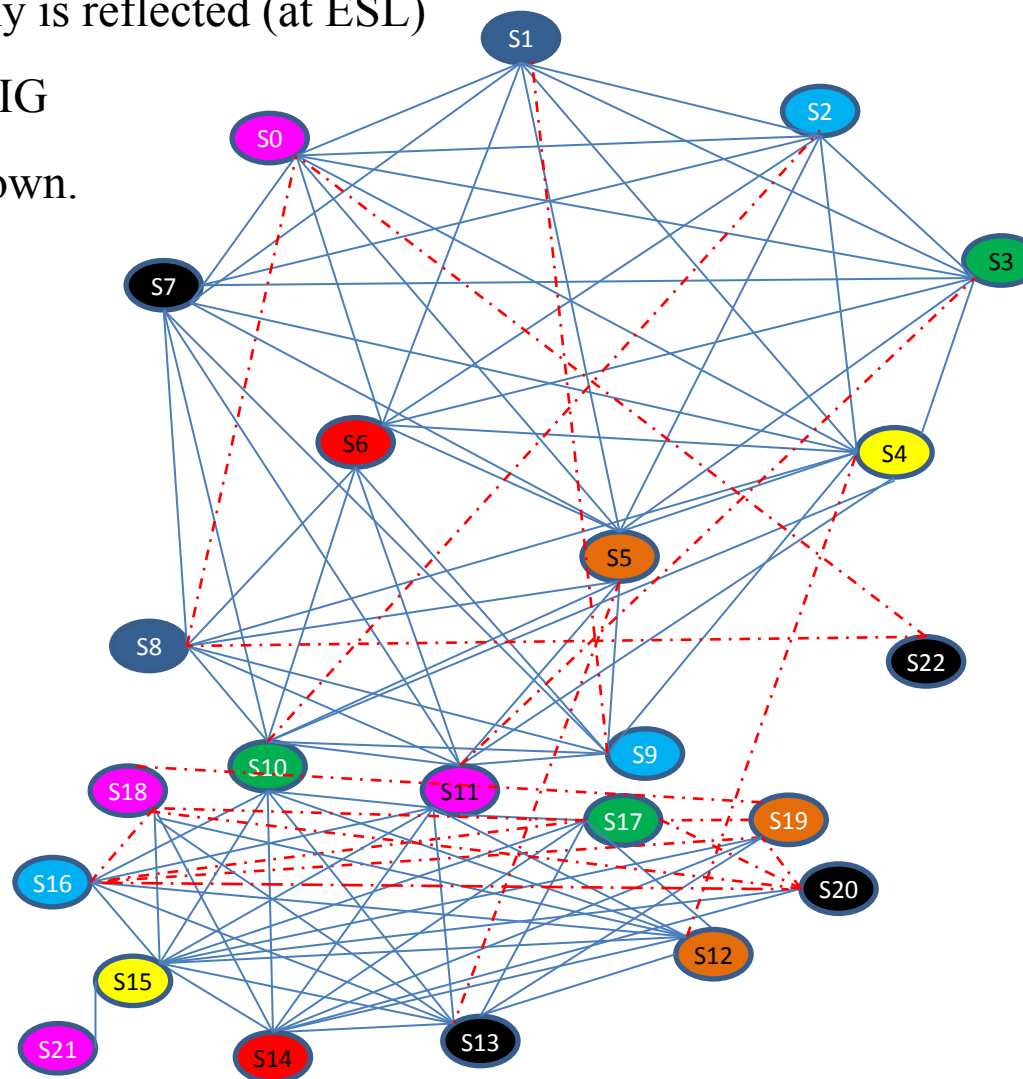 y is reflected (at ESL)
S1
IG
S2
S0
own.
S3
S7
S6
S4
S5
S8
S22
S9
S10
S18
S11
S17
S19
S16
S20
S12
S15
S13
S21
S14